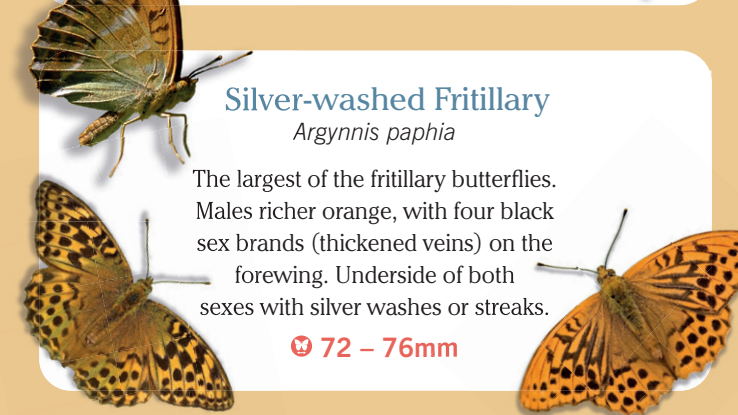 Silver-washed Fritillary
Argynnis paphia
The largest of the fritillary butterflies.
Males richer orange, with four black
sex brands (thickened veins) on the
forewing. Underside of both
sexes with silver washes or streaks.
72 – 76mm